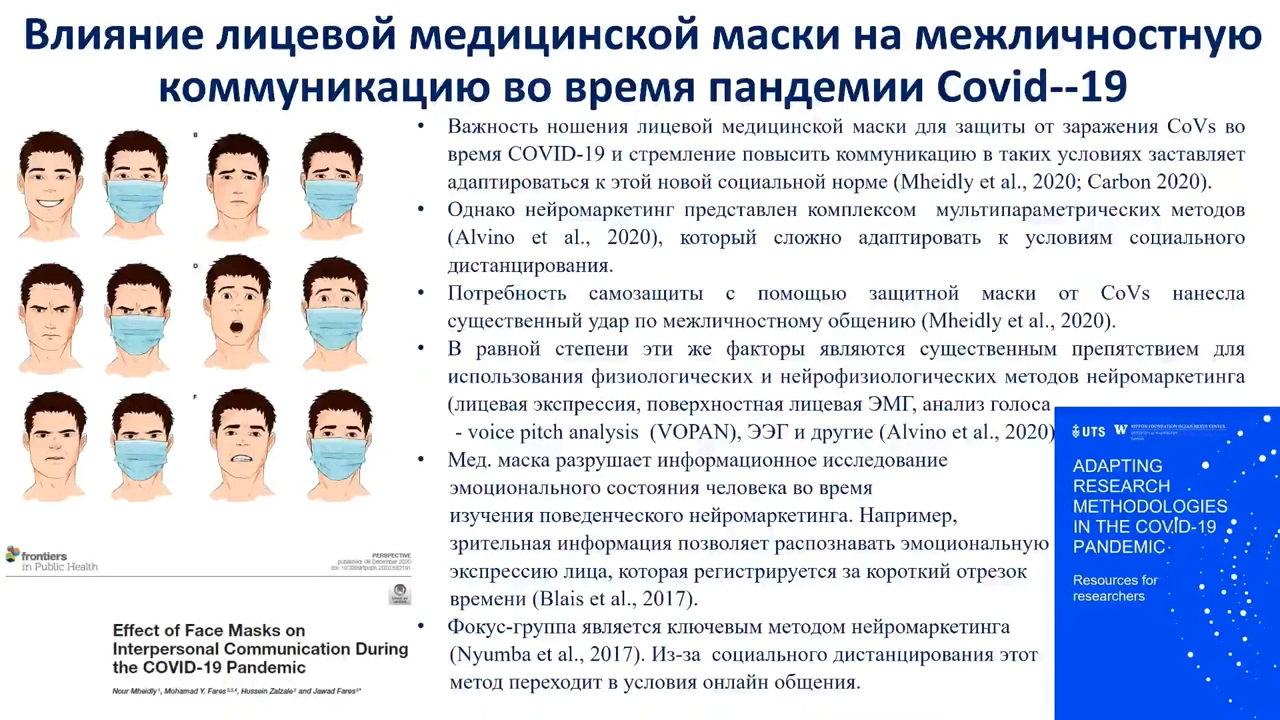 Влияние лицевой медицинской маски на межличностную
коммуникацию во время пандемии Covid--19
B
D
F
frontiers
in Public Health
PERSPECTIVE
Effect of Face Masks on
Interpersonal Communication During
the COVID-19 Pandemic
Nour Mheidly, Mohamad Y. Fares, Hussein Zalzale and Jawad Fares
• Важность ношения лицевой медицинской маски для защиты от заражения CoVs во
время COVID-19 и стремление повысить коммуникацию в таких условиях заставляет
адаптироваться к этой новой социальной норме (Mheidly et al., 2020; Carbon 2020).
• Однако нейромаркетинг представлен комплексом мультипараметрических методов
(Alvino et al., 2020), который сложно адаптировать к условиям социального
дистанцирования.
• Потребность самозащиты с помощью защитной маски от CoVs нанесла
существенный удар по межличностному общению (Mheidly et al., 2020).
• В равной степени эти же факторы являются существенным препятствием для
использования физиологических и нейрофизиологических методов нейромаркетинга
(лицевая экспрессия, поверхностная лицевая ЭМГ, анализ голоса
- voice pitch analysis (VOPAN), ЭЭГ и другие (Alvino et al., 2020)
• Мед. маска разрушает информационное исследование
эмоционального состояния человека во время
изучения поведенческого нейромаркетинга. Например,
зрительная информация позволяет распознавать эмоциональную
экспрессию лица, которая регистрируется за короткий отрезок
времени (Blais et al., 2017).
• Фокус-группа является ключевым методом нейромаркетинга
(Nyumba et al., 2017). Из-за социального дистанцирования этот
метод переходит в условия онлайн общения.
UTS
W
ADAPTING
RESEARCH
METHODOLOGIES
IN THE COVID-19
PANDEMIC
Resources for
researchers